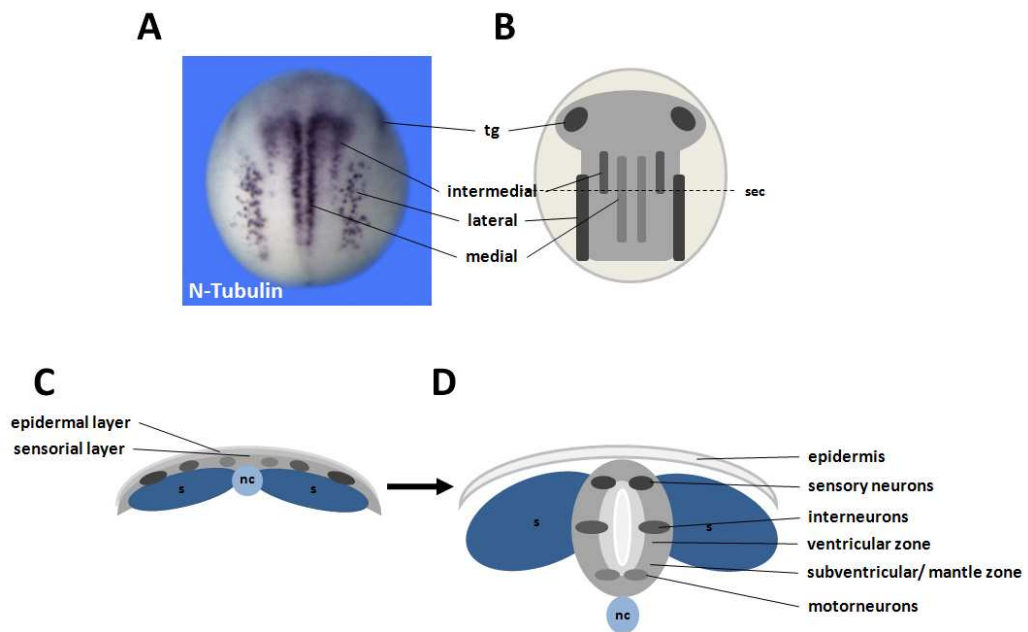 A
B
tg
intermedial
sec
lateral
medial
N-Tubulin
C
D
epidermal layer
sensorial layer
s
nc
s
epidermis
sensory neurons
s
interneurons
s
ventricular zone
subventricular/ mantle zone
motorneurons
nc